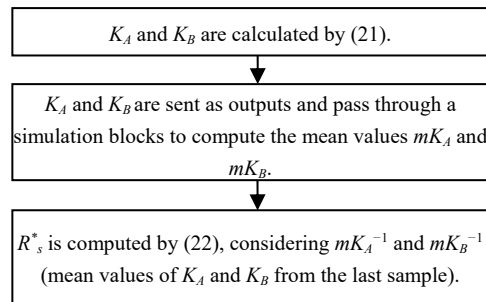 K_A and K_B are calculated by (21).
K_A and K_B are sent as outputs and pass through a
simulation blocks to compute the mean values mK_A and
mK_B.
R^*_s is computed by (22), considering mK_A^−1 and mK_B^−1
(mean values of K_A and K_B from the last sample).